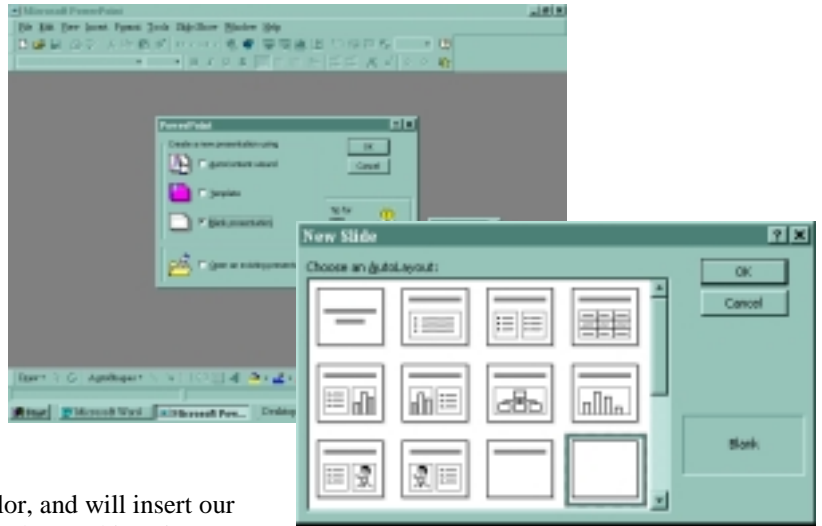 Microsoft PowerPoint
File Edit View Insert Format Tools Slide Show Window Help
PowerPoint
Create a new presentation using
OK
AutoContent wizard
Cancel
Template
Blank presentation
Open an existing
New Slide
Choose an AutoLayout:
OK
Cancel
Blank
Draw AutoShapes
Start Microsoft Word Microsoft Pow... Desktop
and will insert our